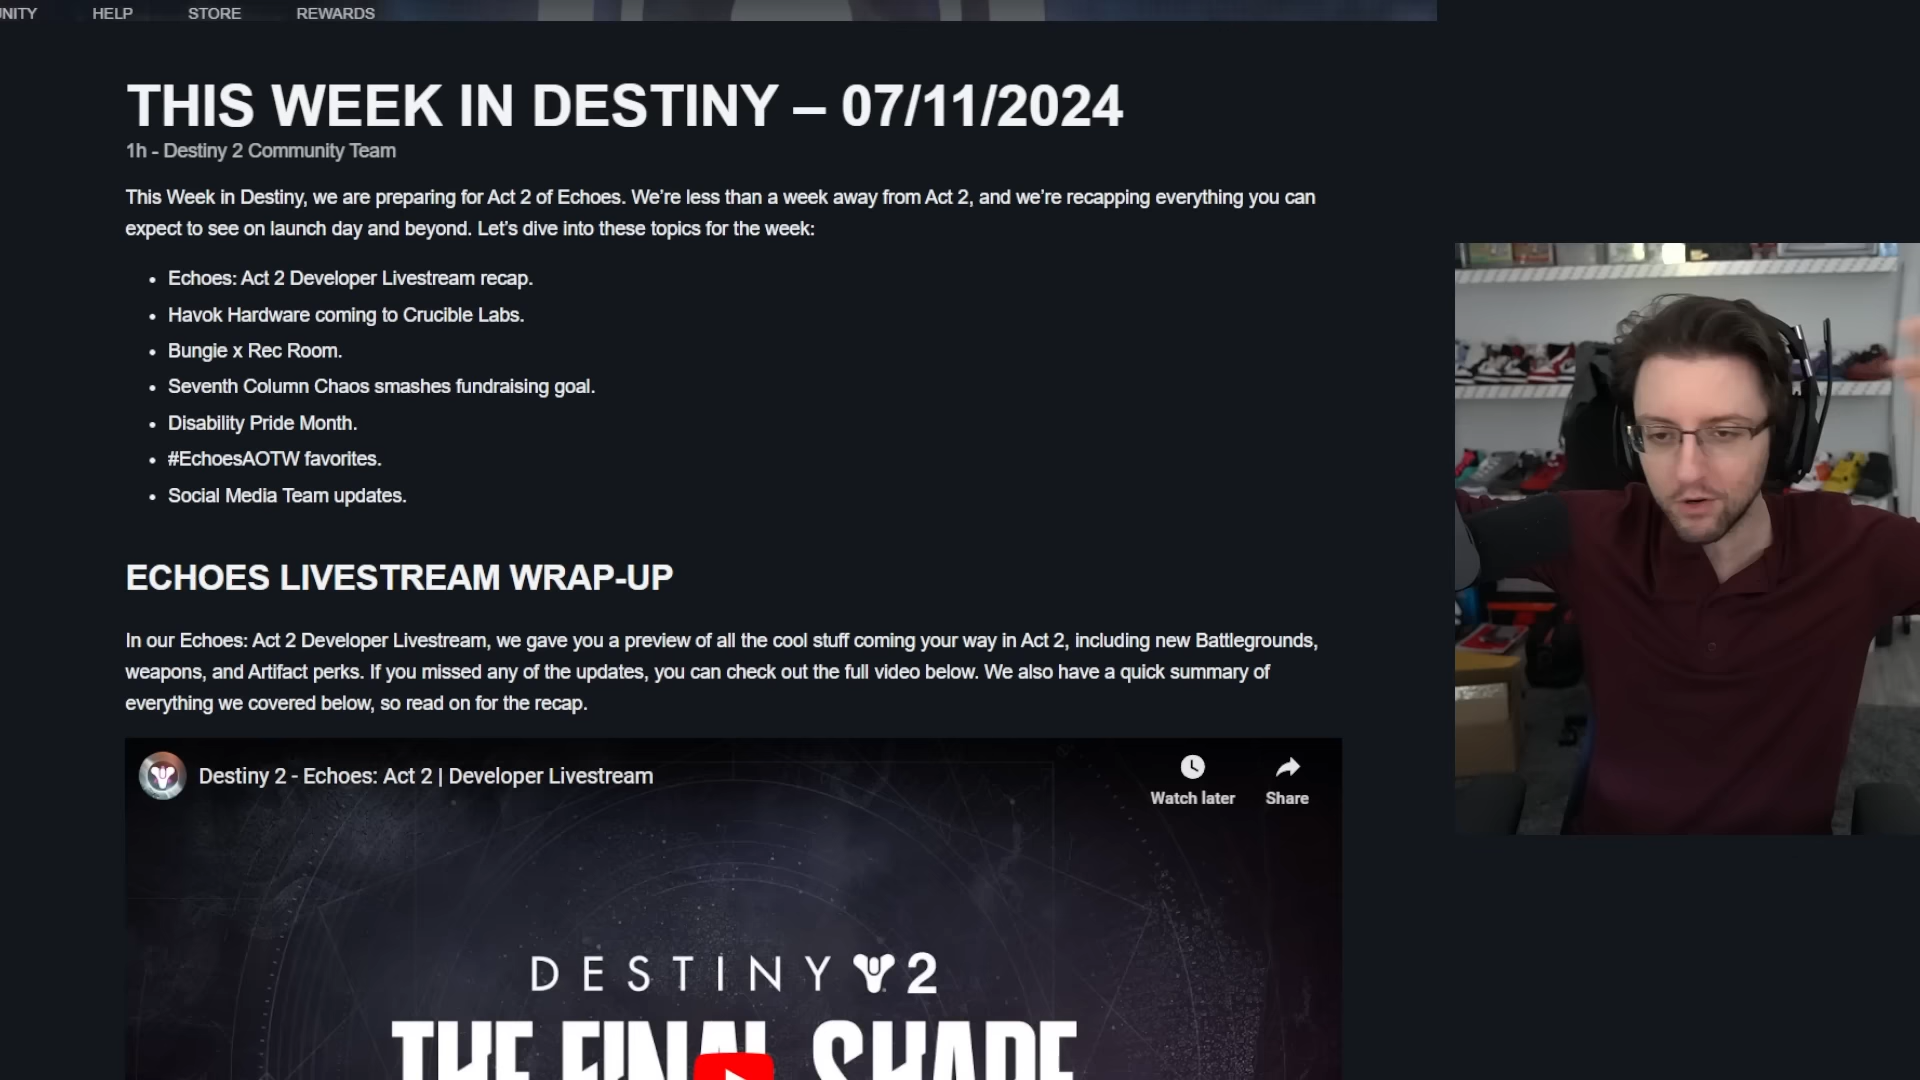 HELP STORE REWARDS
THIS WEEK IN DESTINY – 07/11/2024
1h - Destiny 2 Community Team
This Week in Destiny, we are preparing for Act 2 of Echoes. We’re less than a week away from Act 2, and we’re recapping everything you can
expect to see on launch day and beyond. Let’s dive into these topics for the week:
• Echoes: Act 2 Developer Livestream recap.
• Havok Hardware coming to Crucible Labs.
• Bungie x Rec Room.
• Seventh Column Chaos smashes fundraising goal.
• Disability Pride Month.
• #EchoesAOTW favorites.
• Social Media Team updates.
ECHOES LIVESTREAM WRAP-UP
In our Echoes: Act 2 Developer Livestream, we gave you a preview of all the cool stuff coming your way in Act 2, including new Battlegrounds,
weapons, and Artifact perks. If you missed any of the updates, you can check out the full video below. We also have a quick summary of
everything we covered below, so read on for the recap.
Destiny 2 - Echoes: Act 2 | Developer Livestream
Watch later Share
DESTINY 2
THE FINAL SHAPE